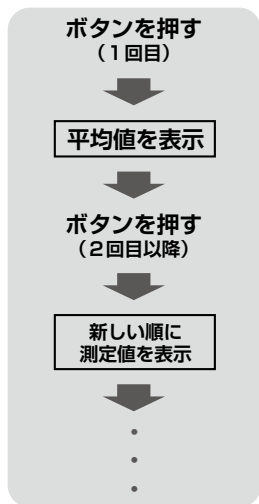 ボタンを押す
（1回目）
平均値を表示
ボタンを押す
（2回目以降）
新しい順に
測定値を表示
・
・
・